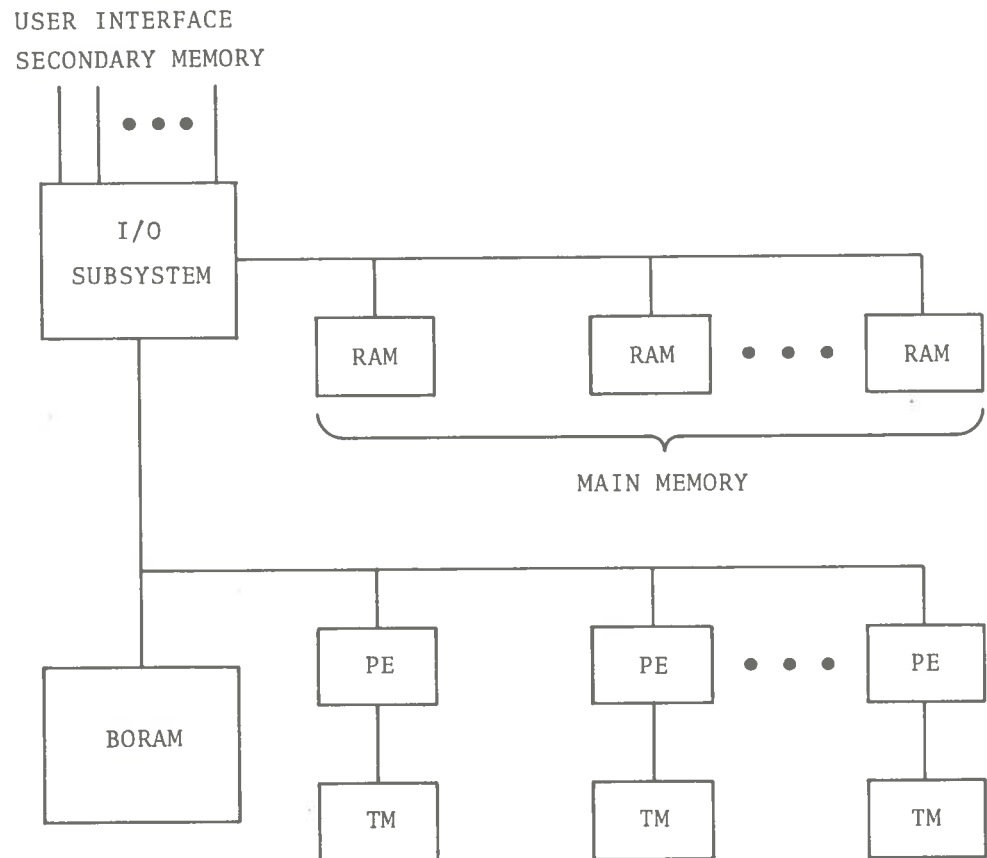 USER INTERFACE
SECONDARY MEMORY
I/O
SUBSYSTEM
RAM
RAM
RAM
MAIN MEMORY
PE
PE
PE
BORAM
TM
TM
TM